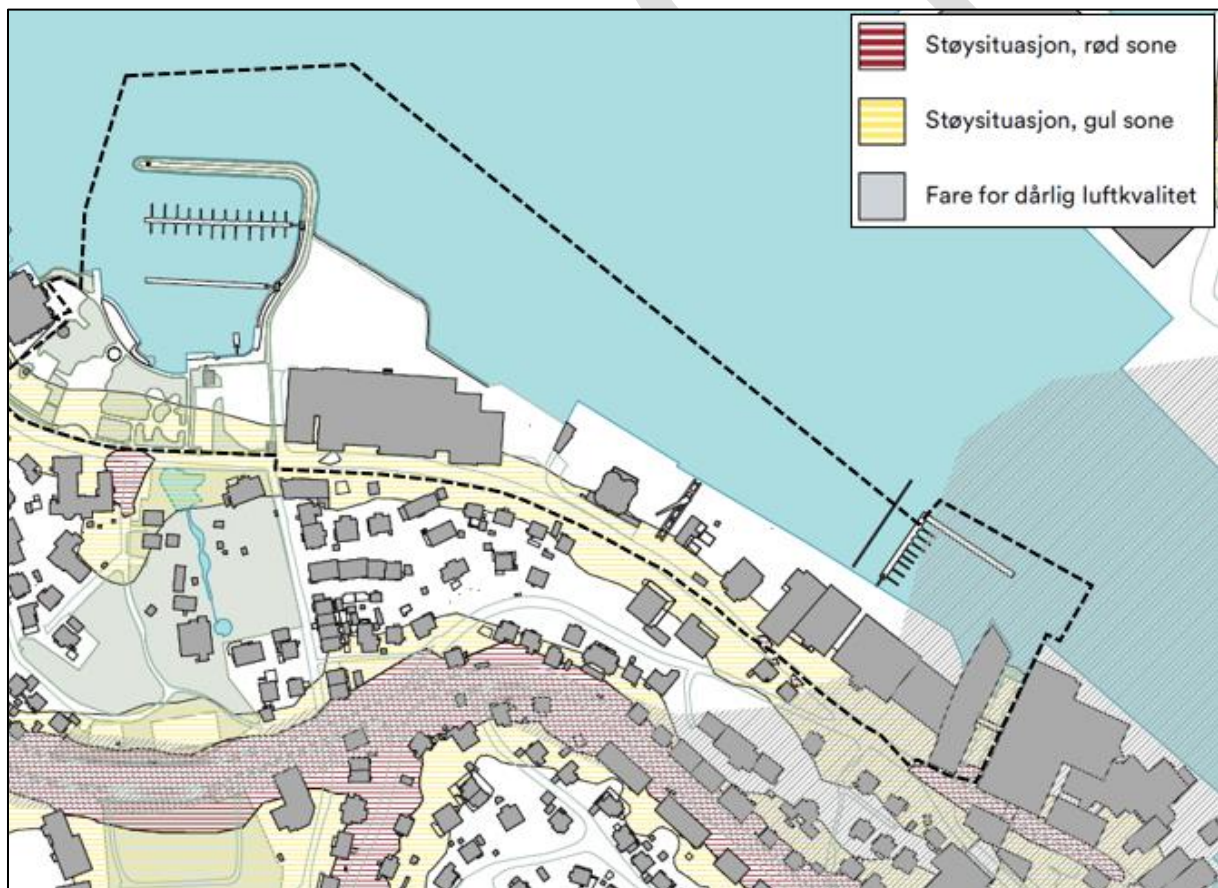 Støysituasjon, rød sone
Støysituasjon, gul sone
Fare for dårlig luftkvalitet